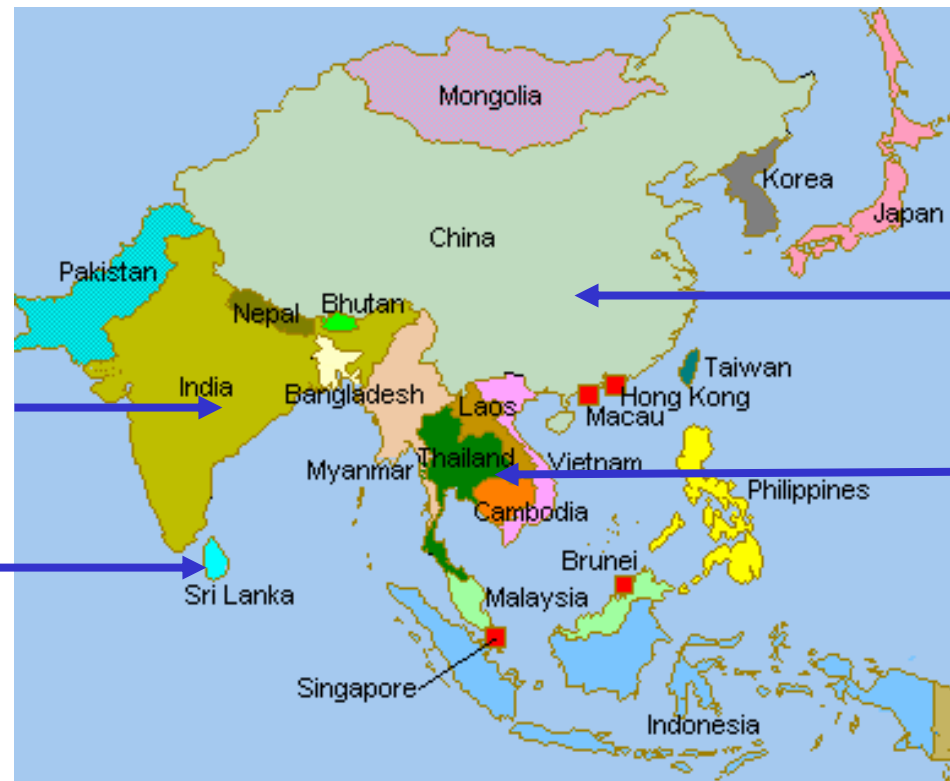 Mongolia
Korea
Japan
China
Pakistan
Nepal
Bhutan
Taiwan
India
Bangladesh
Hong Kong
Laos
Macau
Myanmar
Thailand
Vietnam
Philippines
Cambodia
Brunei
Sri Lanka
Malaysia
Singapore
Indonesia